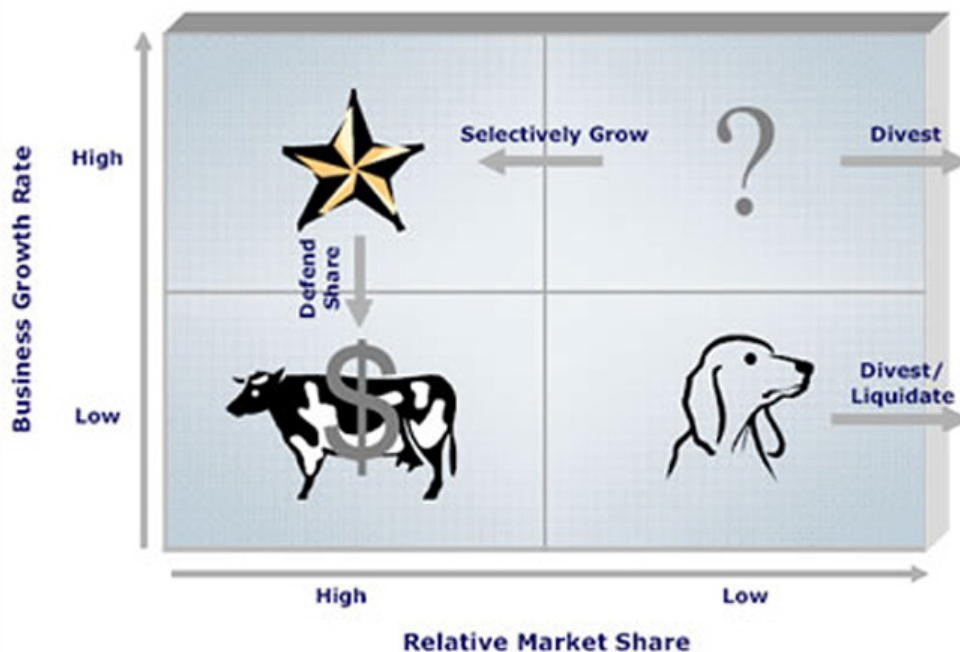 Business Growth Rate
High
Low
Selectively Grow
?
Divest
Defend
Share
$
Divest/
Liquidate
High
Low
Relative Market Share